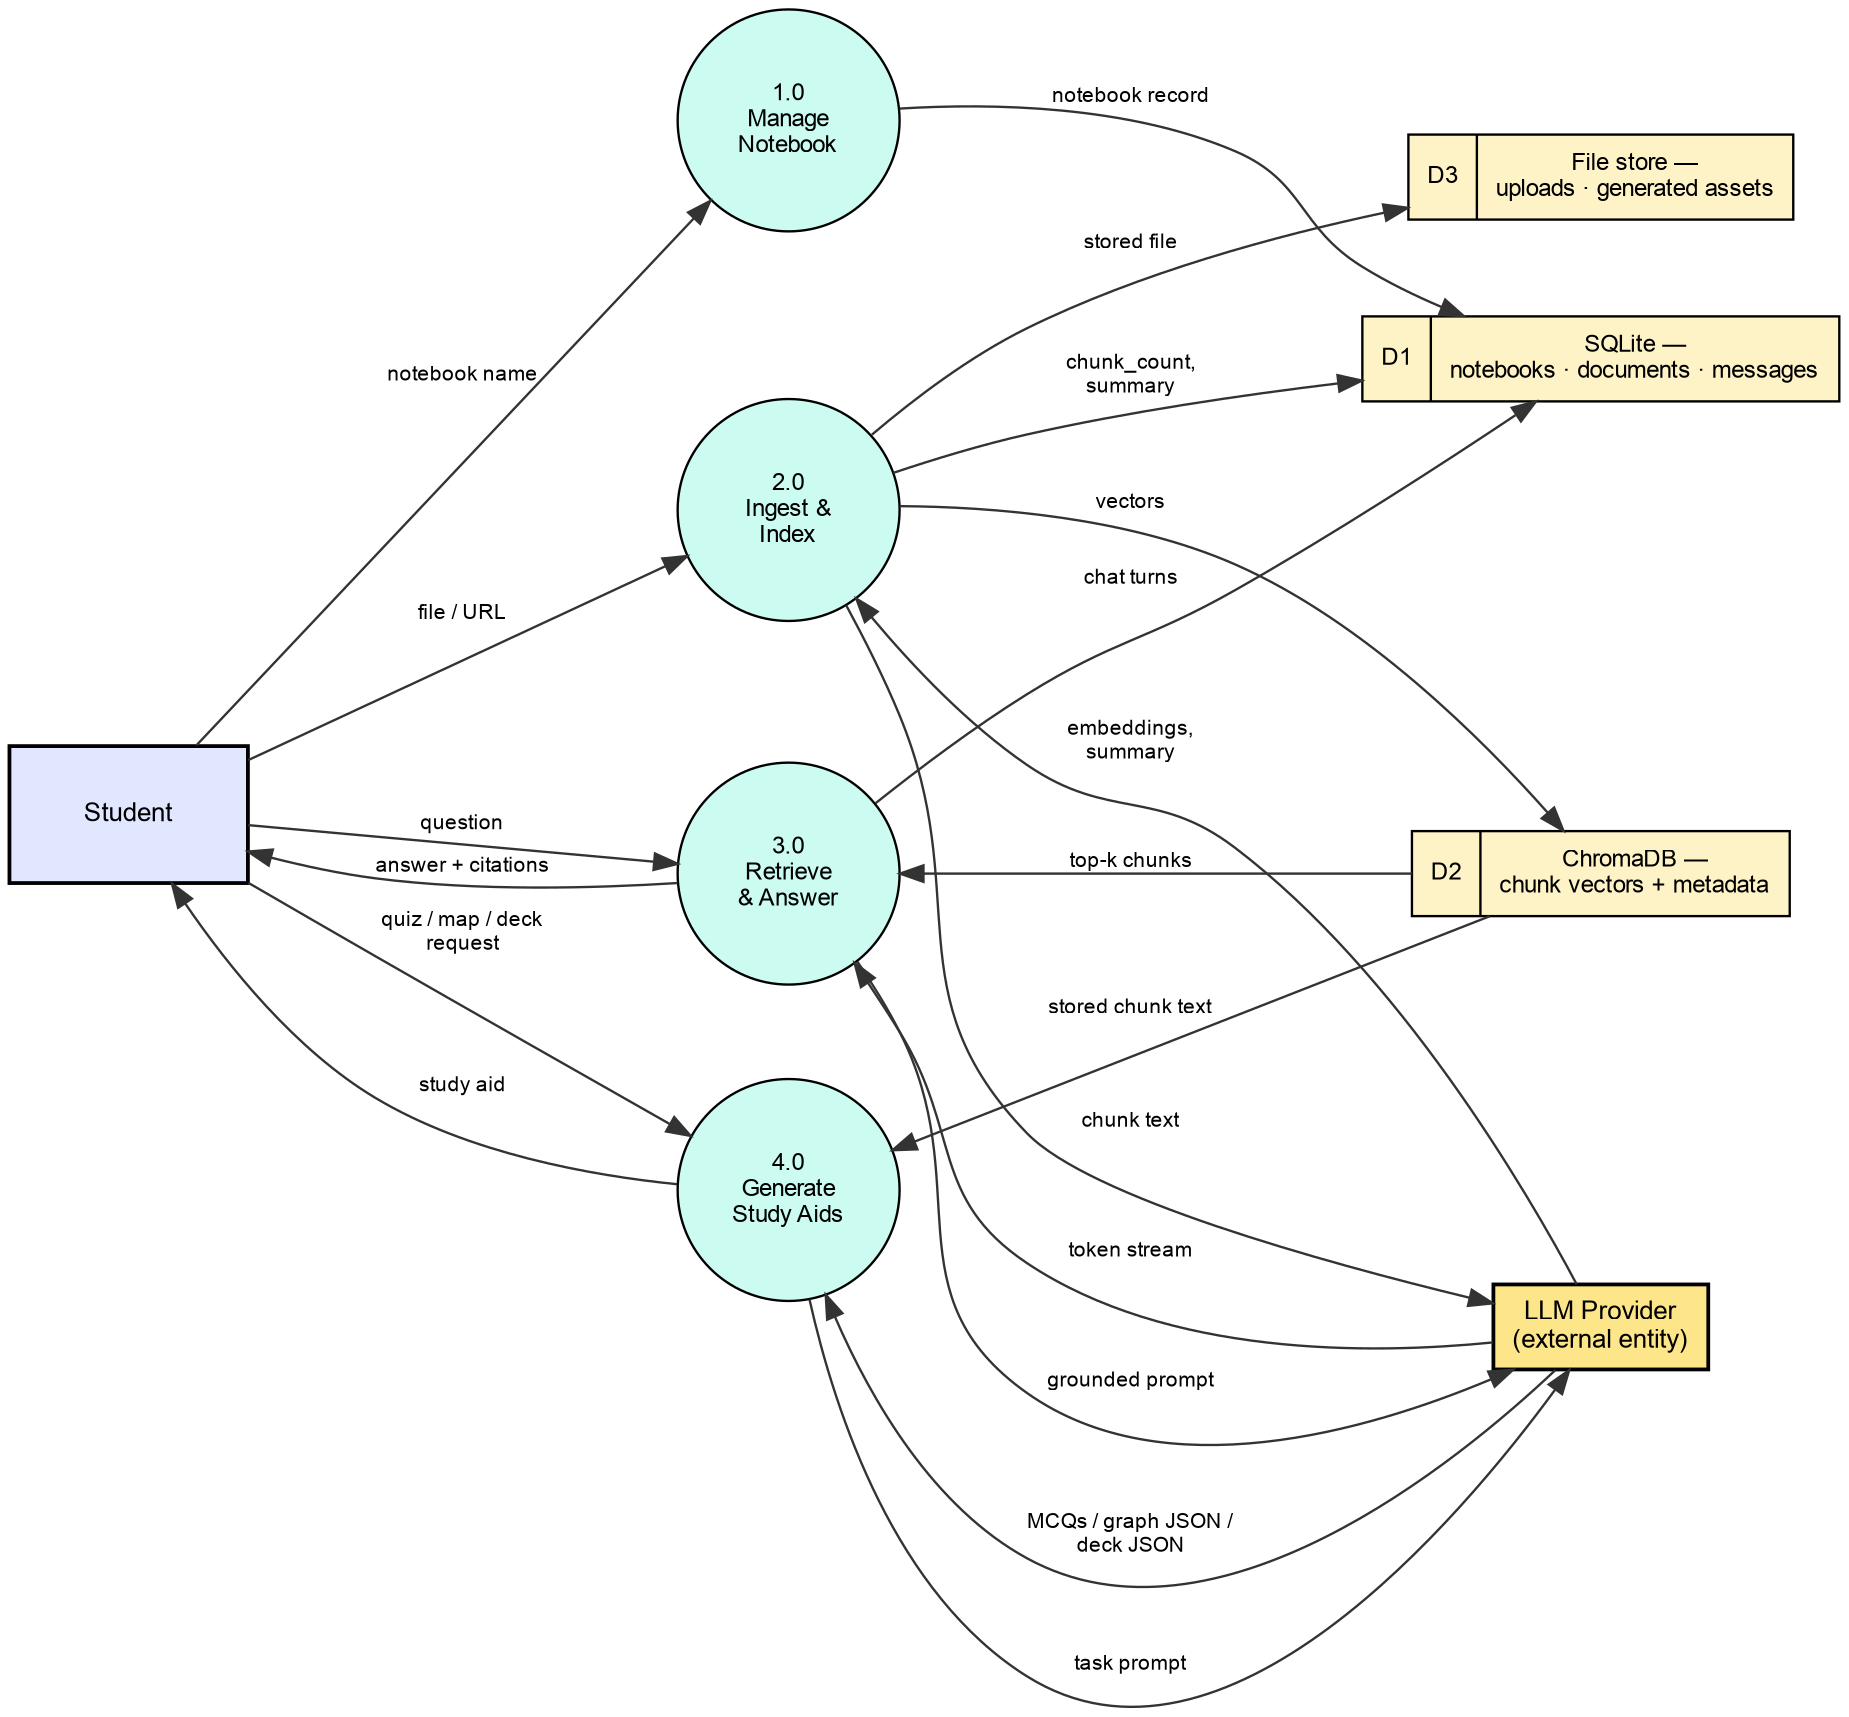 1.0
Manage
Notebook
notebook record
D3
File store —
uploads · generated assets
stored file
D1
SQLite —
notebooks · documents · messages
chunk_count,
summary
notebook name
2.0
Ingest &
Index
vectors
chat turns
file / URL
embeddings,
summary
Student
question
answer + citations
3.0
Retrieve
& Answer
top-k chunks
D2
ChromaDB —
chunk vectors + metadata
quiz / map / deck
request
stored chunk text
study aid
chunk text
4.0
Generate
Study Aids
token stream
LLM Provider
(external entity)
grounded prompt
MCQs / graph JSON /
deck JSON
task prompt